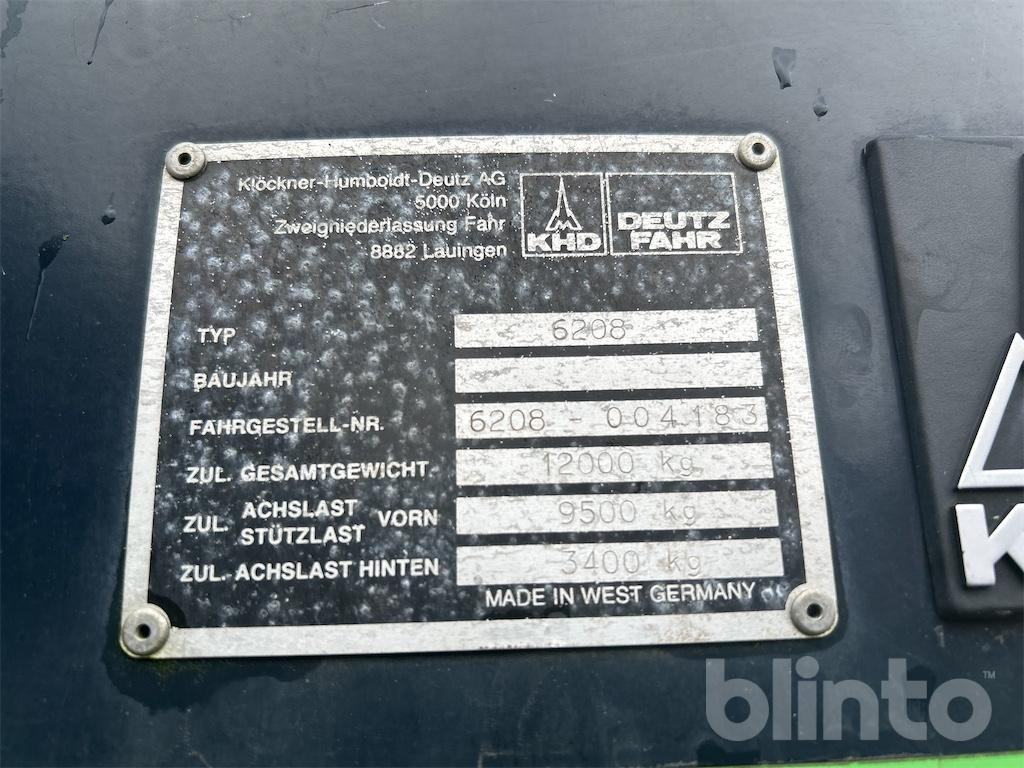 Klöckner-Humboldt-Deutz AG
5000 Köln
Zweigniederlassung Fahr
8882 Lauingen
KHD
DEUTZ
FAHR
TYP 6208
BAUJAHR
FAHRGESTELL-NR. 6208 - 004183
ZUL. GESAMTGEWICHT 12000 kg
ZUL. ACHSLAST STÜTZLAST VORN 9500 kg
ZUL. ACHSLAST HINTEN 3400 kg
MADE IN WEST GERMANY
K
blinto™